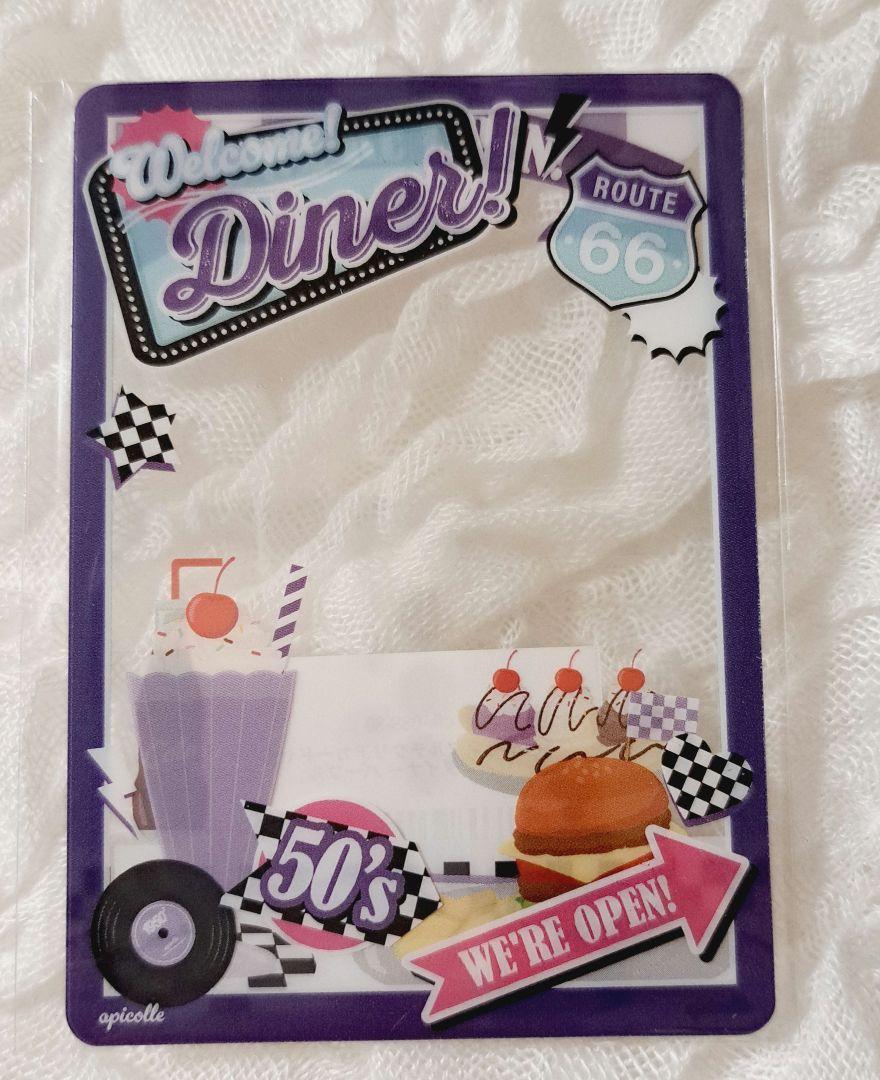 Welcome!
Diner!
N.
ROUTE
66
50's
WE'RE OPEN!
apicolle